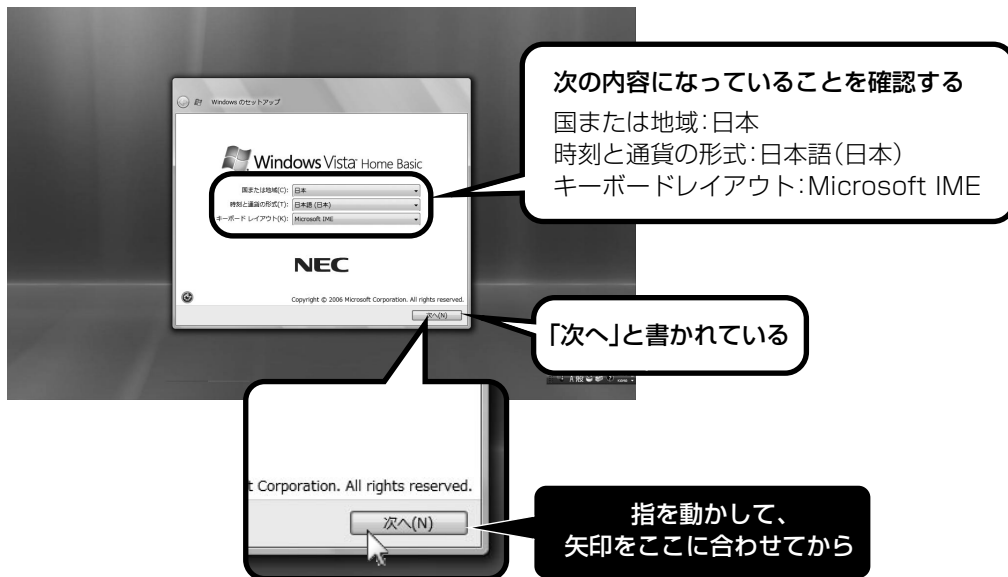 Windows のセットアップ
Windows Vista™ Home Basic
国または地域(C): 日本
時刻と通貨の形式(T): 日本語 (日本)
キーボード レイアウト(K): Microsoft IME
NEC
Copyright © 2006 Microsoft Corporation. All rights reserved.
次へ(N)
次の内容になっていることを確認する
国または地域：日本
時刻と通貨の形式：日本語（日本）
キーボードレイアウト：Microsoft IME
「次へ」と書かれている
A 般
t Corporation. All rights reserved.
次へ(N)
指を動かして、
矢印をここに合わせてから